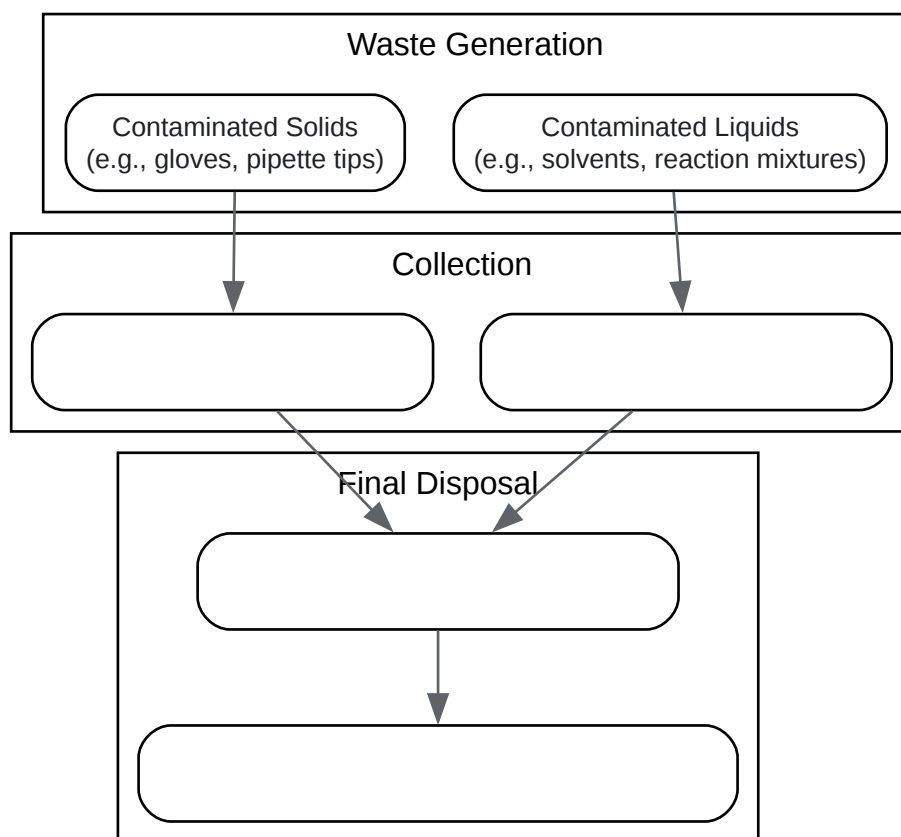 Waste Generation
Contaminated Solids
(e.g., gloves, pipette tips)
Contaminated Liquids
(e.g., solvents, reaction mixtures)
Collection
Final Disposal